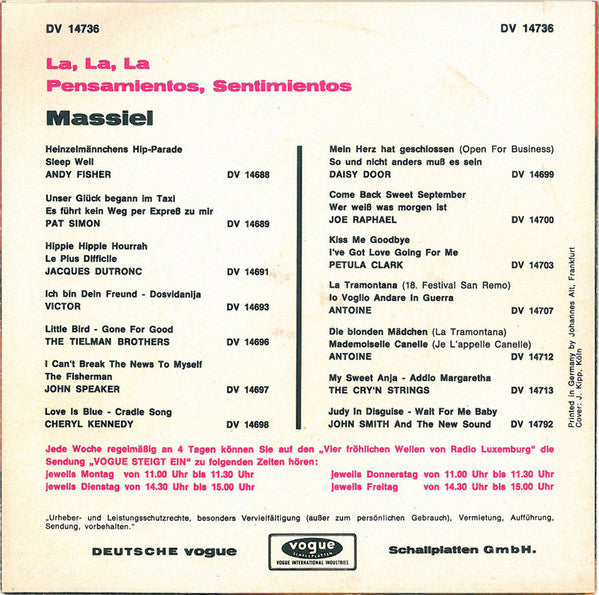 DV 14736
DV 14736
La, La, La
Pensamientos, Sentimientos
Massiel
Heinzelmännchens Hip-Parade
Sleep Well
ANDY FISHER DV 14688
Unser Glück begann im Taxi
Es führt kein Weg per Expreß zu mir
PAT SIMON DV 14689
Hippie Hippie Hourrah
Le Plus Difficile
JACQUES DUTRONC DV 14691
Ich bin Dein Freund - Dosvidanija
VICTOR DV 14693
Little Bird - Gone For Good
THE TIELMAN BROTHERS DV 14696
I Can't Break The News To Myself
The Fisherman
JOHN SPEAKER DV 14697
Love Is Blue - Cradle Song
CHERYL KENNEDY DV 14698
Mein Herz hat geschlossen (Open For Business)
So und nicht anders muß es sein
DAISY DOOR DV 14699
Come Back Sweet September
Wer weiß was morgen ist
JOE RAPHAEL DV 14700
Kiss Me Goodbye
I've Got Love Going For Me
PETULA CLARK DV 14703
La Tramontana (18. Festival San Remo)
Io Voglio Andare In Guerra
ANTOINE DV 14707
Die blonden Mädchen (La Tramontana)
Mademoiselle Canelle (Je L'appelle Canelle)
ANTOINE DV 14712
My Sweet Anja - Addio Margaretha
THE CRY'N STRINGS DV 14713
Judy In Disguise - Wait For Me Baby
JOHN SMITH And The New Sound DV 14792
Printed in Germany by Johannes Alt, Frankfurt
Cover: J. Kipp, Köln
Jede Woche regelmäßig an 4 Tagen können Sie auf den „Vier fröhlichen Wellen von Radio Luxemburg" die
Sendung „VOGUE STEIGT EIN" zu folgenden Zeiten hören:
jeweils Montag von 11.00 Uhr bis 11.30 Uhr
jeweils Dienstag von 14.30 Uhr bis 15.00 Uhr
jeweils Donnerstag von 11.00 Uhr bis 11.30 Uhr
jeweils Freitag von 14.30 Uhr bis 15.00 Uhr
„Urheber- und Leistungsschutzrechte, besonders Vervielfältigung (außer zum persönlichen Gebrauch), Vermietung, Aufführung,
Sendung, vorbehalten."
DEUTSCHE vogue
vogue
SCHALLPLATTEN
VOGUE INTERNATIONAL INDUSTRIES
Schallplatten GmbH.